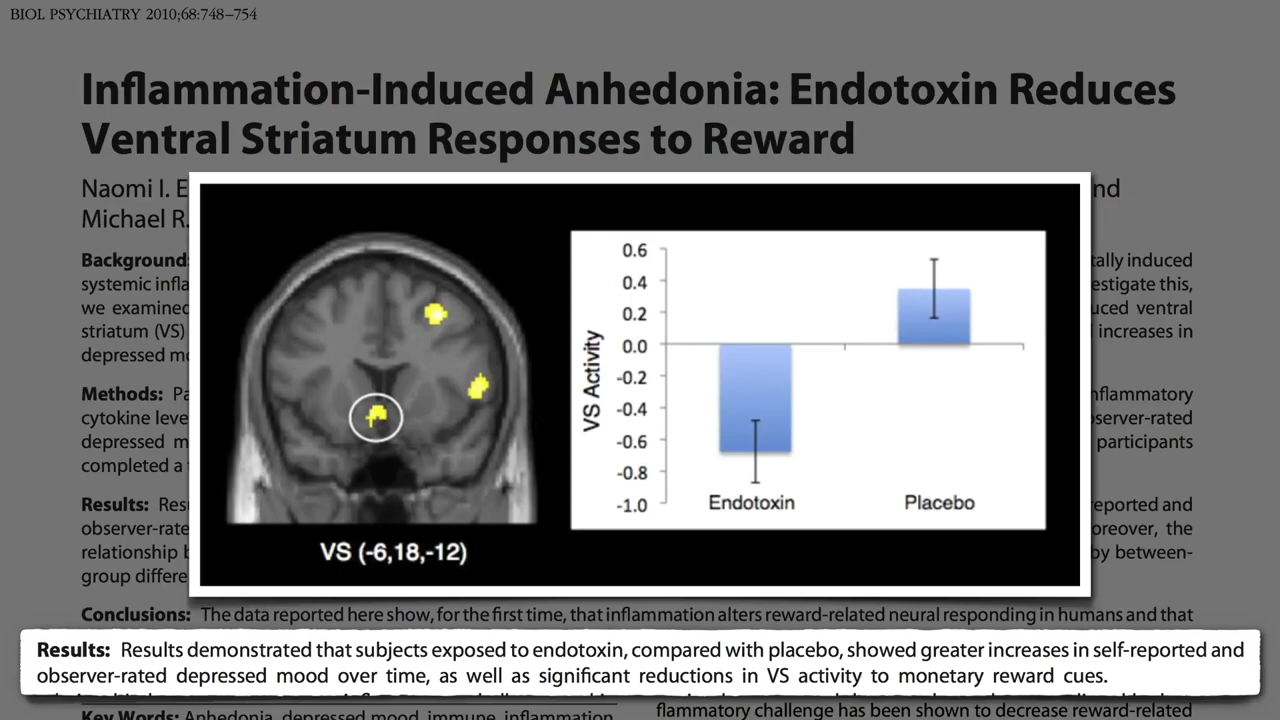 BIOL PSYCHIATRY 2010;68:748–754
Inflammation-Induced Anhedonia: Endotoxin Reduces
Ventral Striatum Responses to Reward
Naomi I. E
nd
Michael R.
Background:
tally induced
systemic infla
estigate this,
we examined
uced ventral
striatum (VS)
increases in
depressed mo
Methods: Pa
nflammatory
cytokine leve
bserver-rated
depressed m
participants
completed a
Results: Res
reported and
observer-rate
oreover, the
relationship b
by between-
group differe
0.6
0.4
0.2
0.0
-0.2
-0.4
-0.6
-0.8
-1.0
VS Activity
Endotoxin
Placebo
VS (-6,18,-12)
Conclusions: The data reported here show, for the first time, that inflammation alters reward-related neural responding in humans and that
Results: Results demonstrated that subjects exposed to endotoxin, compared with placebo, showed greater increases in self-reported and
observer-rated depressed mood over time, as well as significant reductions in VS activity to monetary reward cues.
Key Words: Anhedonia, depressed mood, immune, inflammation,
flammatory challenge has been shown to decrease reward-related